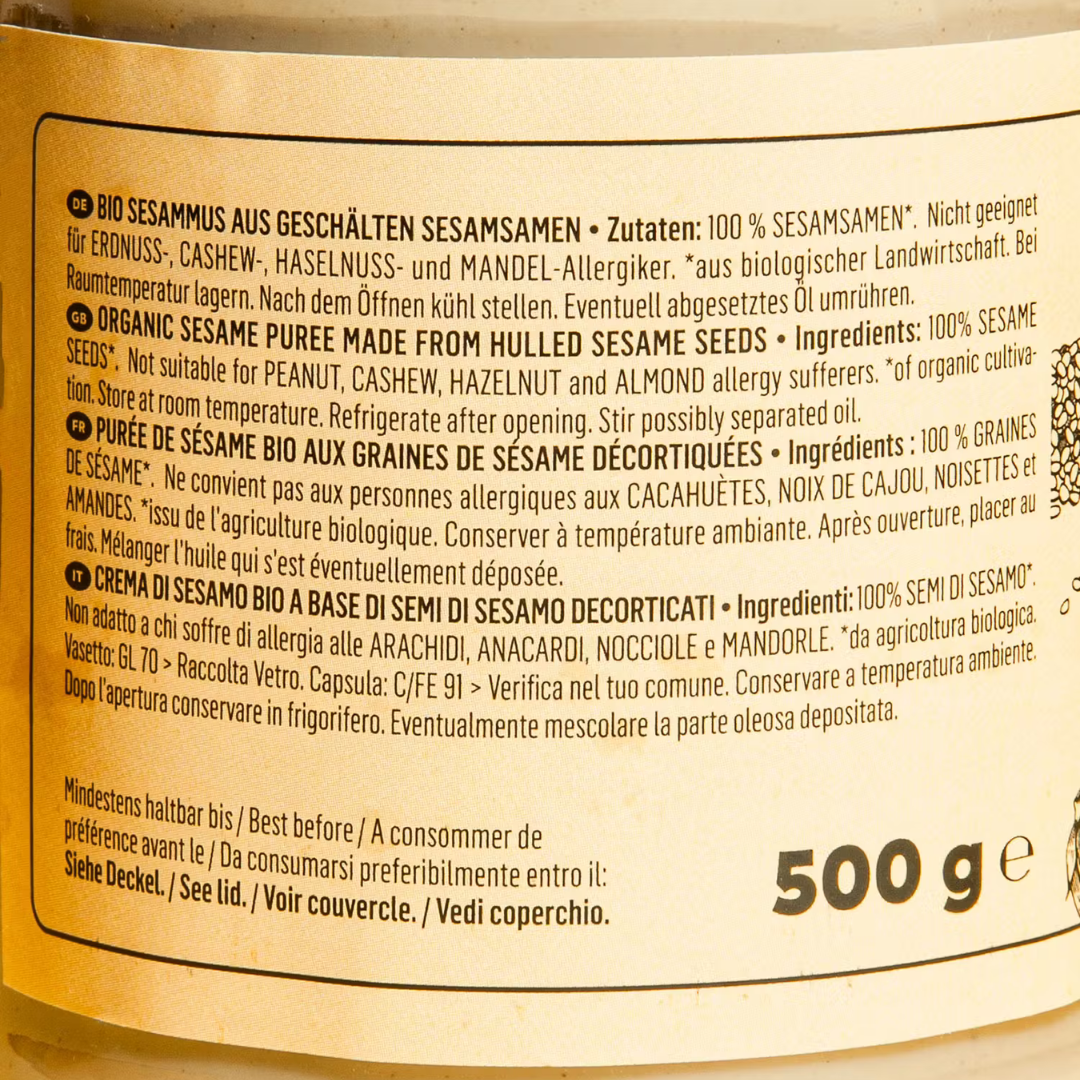 DE BIO SESAMMUS AUS GESCHÄLTEN SESAMSAMEN • Zutaten: 100 % SESAMSAMEN*. Nicht geeignet
für ERDNUSS-, CASHEW-, HASELNUSS- und MANDEL-Allergiker. *aus biologischer Landwirtschaft. Bei
Raumtemperatur lagern. Nach dem Öffnen kühl stellen. Eventuell abgesetztes Öl umrühren.
GB ORGANIC SESAME PUREE MADE FROM HULLED SESAME SEEDS • Ingredients: 100% SESAME
SEEDS*. Not suitable for PEANUT, CASHEW, HAZELNUT and ALMOND allergy sufferers. *of organic cultiva-
tion. Store at room temperature. Refrigerate after opening. Stir possibly separated oil.
FR PURÉE DE SÉSAME BIO AUX GRAINES DE SÉSAME DÉCORTIQUÉES • Ingrédients : 100 % GRAINES
DE SÉSAME*. Ne convient pas aux personnes allergiques aux CACAHUÈTES, NOIX DE CAJOU, NOISETTES et
AMANDES. *issu de l'agriculture biologique. Conserver à température ambiante. Après ouverture, placer au
frais. Mélanger l'huile qui s'est éventuellement déposée.
IT CREMA DI SESAMO BIO A BASE DI SEMI DI SESAMO DECORTICATI • Ingredienti: 100% SEMI DI SESAMO*.
Non adatto a chi soffre di allergia alle ARACHIDI, ANACARDI, NOCCIOLE e MANDORLE. *da agricoltura biologica.
Vasetto: GL 70 > Raccolta Vetro. Capsula: C/FE 91 > Verifica nel tuo comune. Conservare a temperatura ambiente.
Dopo l'apertura conservare in frigorifero. Eventualmente mescolare la parte oleosa depositata.
Mindestens haltbar bis / Best before / A consommer de
préférence avant le / Da consumarsi preferibilmente entro il:
Siehe Deckel. / See lid. / Voir couvercle. / Vedi coperchio.
500 g ℮